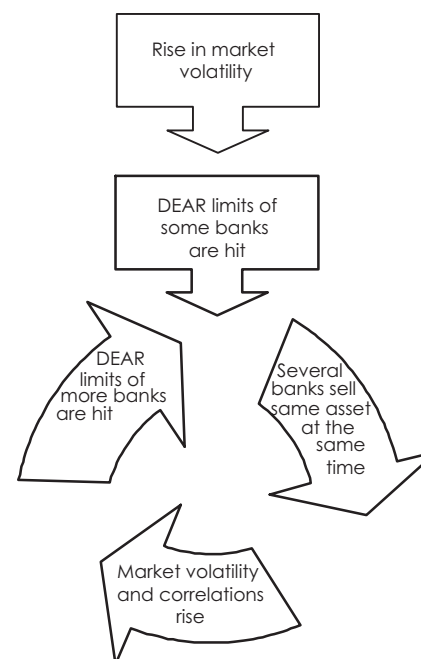 Rise in market
volatility
DEAR limits of
some banks
are hit
Several
banks sell
same asset
at the
same
time
Market volatility
and correlations
rise
DEAR
limits of
more banks
are hit